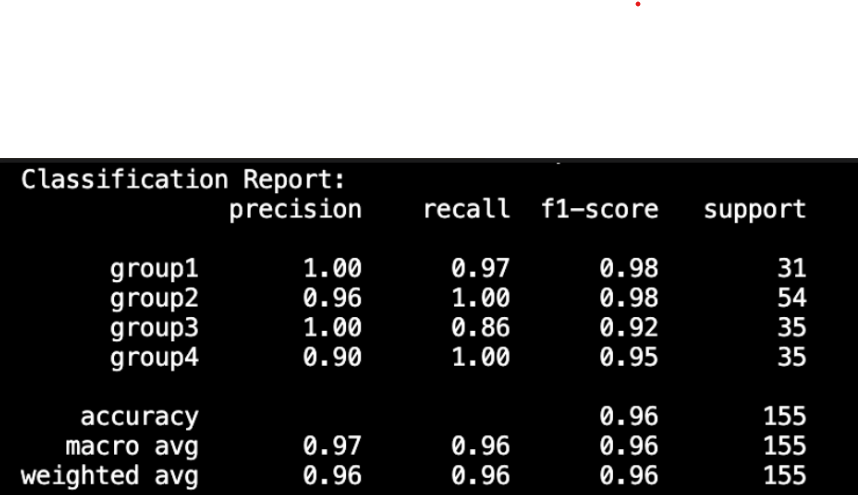 Classification Report:
precision recall f1-score support
group1 1.00 0.97 0.98 31
group2 0.96 1.00 0.98 54
group3 1.00 0.86 0.92 35
group4 0.90 1.00 0.95 35
accuracy 0.96 155
macro avg 0.97 0.96 0.96 155
weighted avg 0.96 0.96 0.96 155